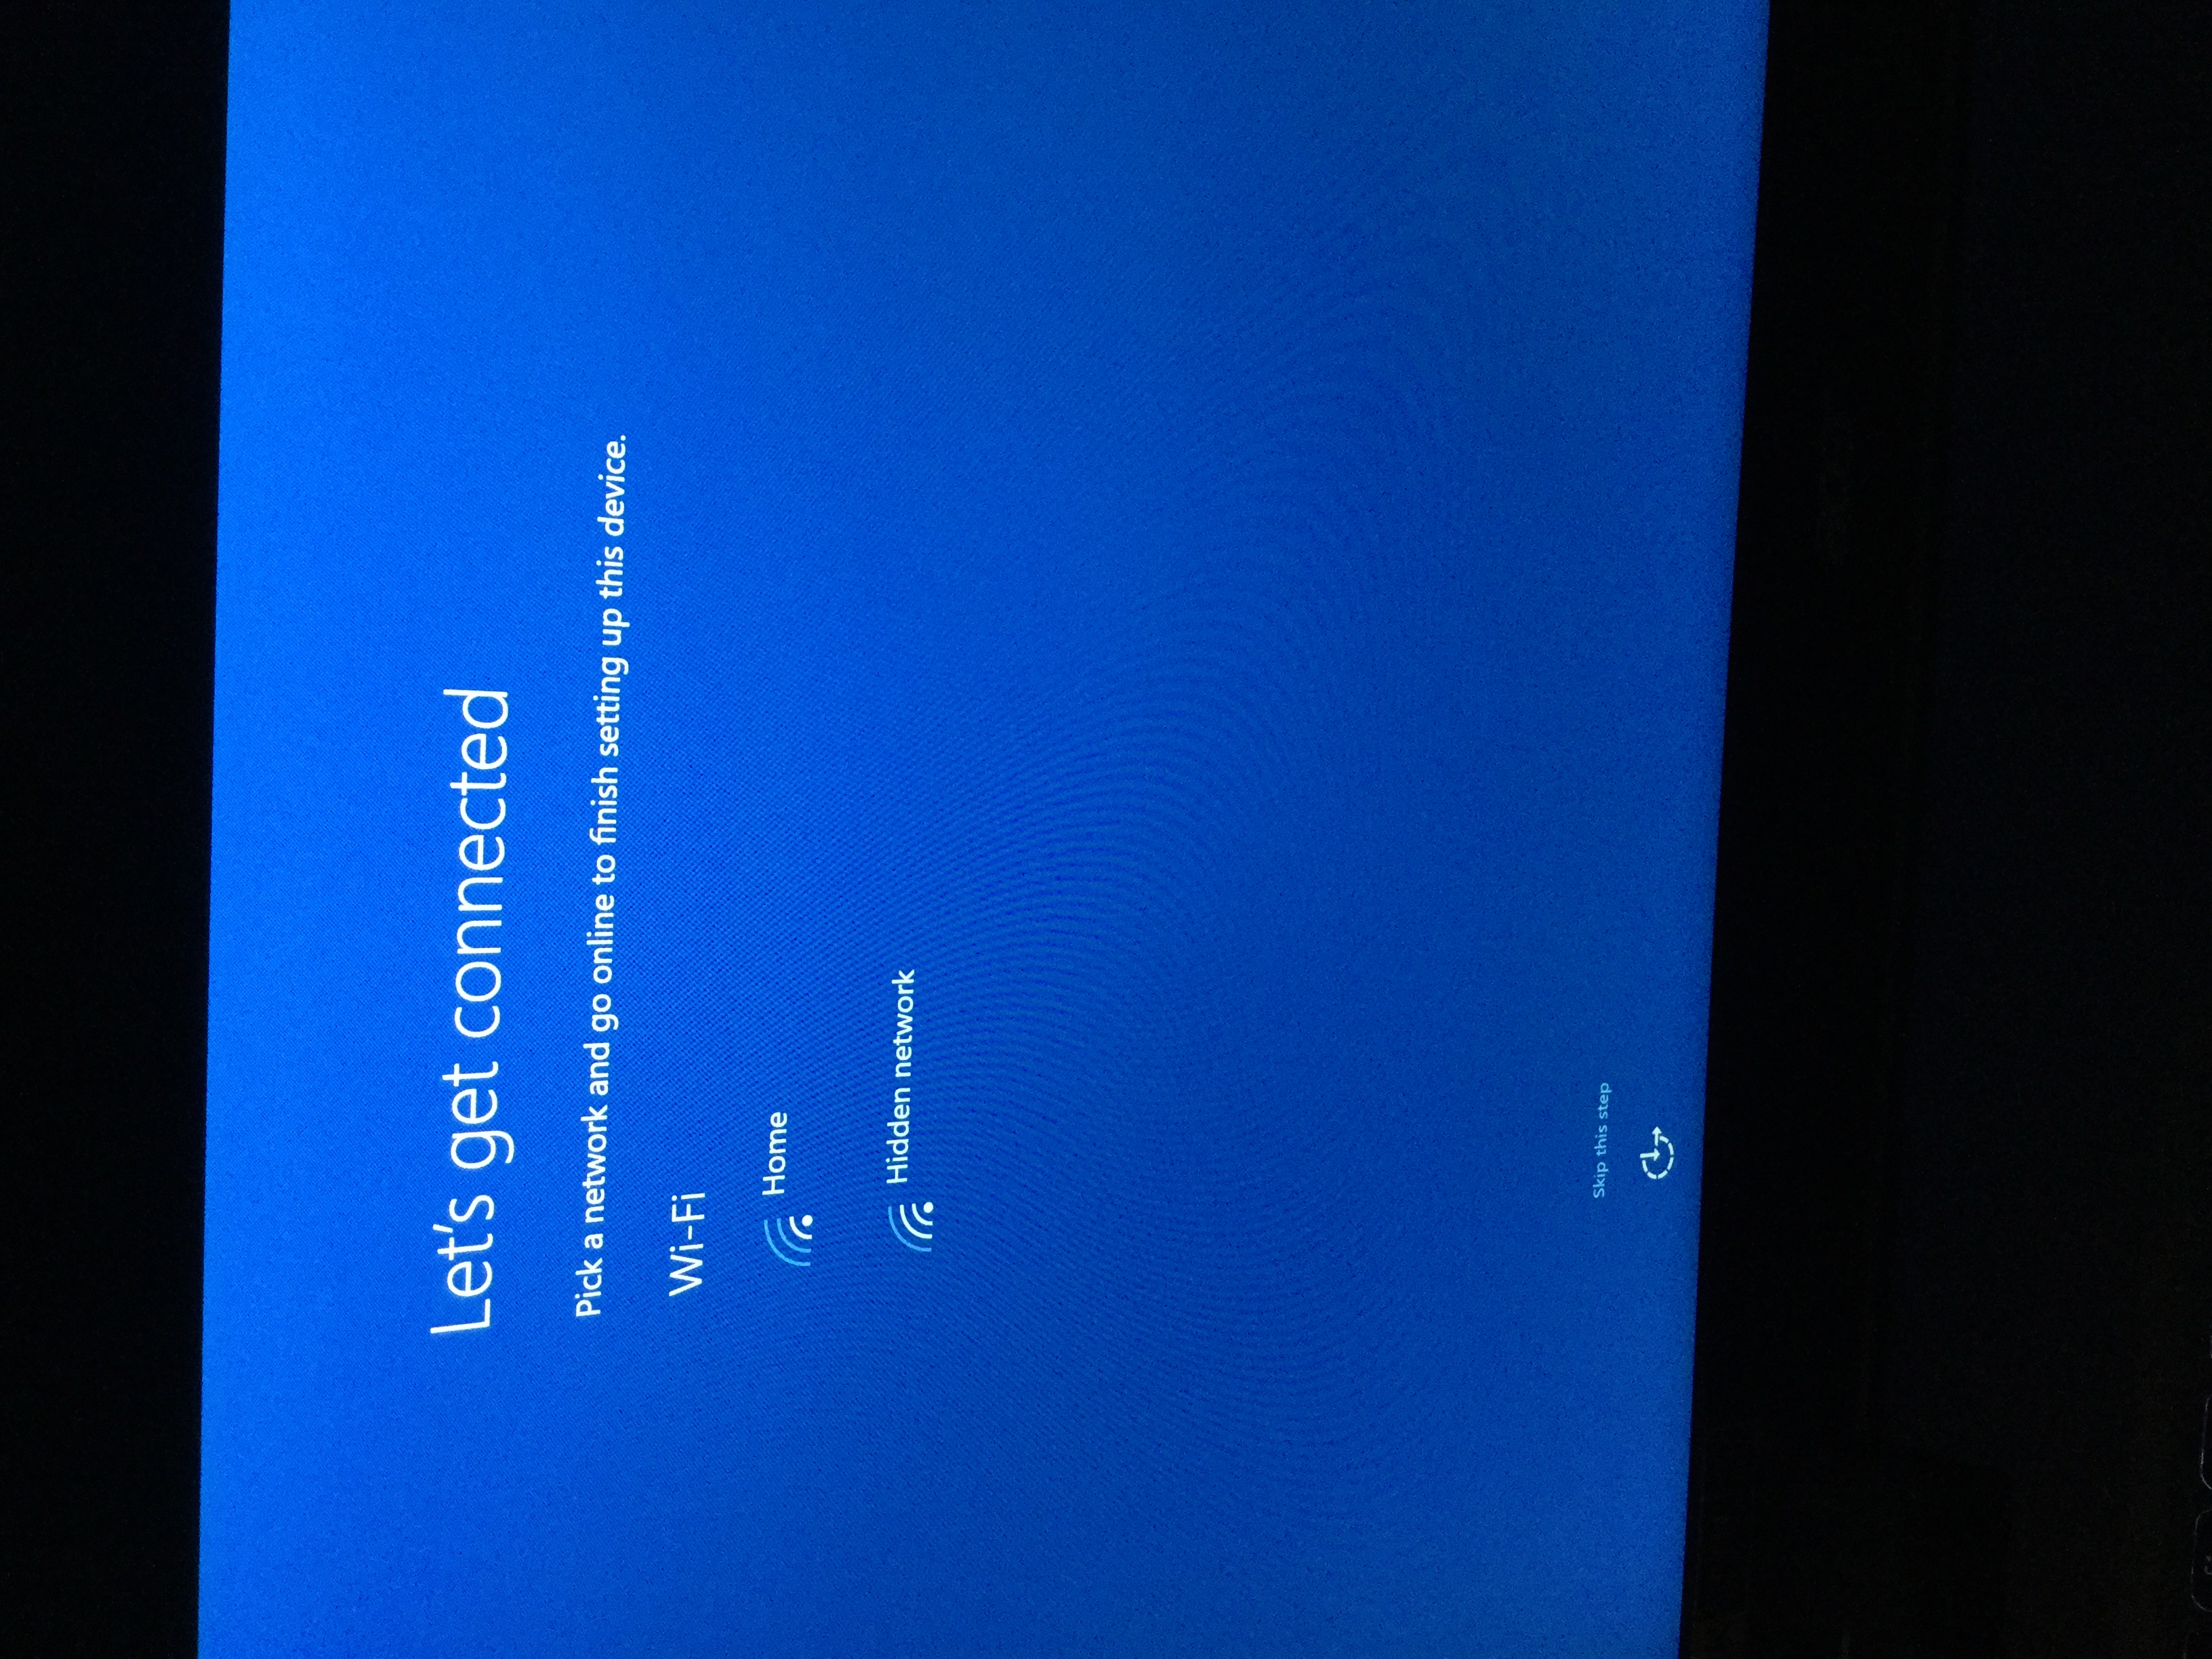 Let's get connected
Pick a network and go online to finish setting up this device.
Wi-Fi
Home
Hidden network
Skip this step